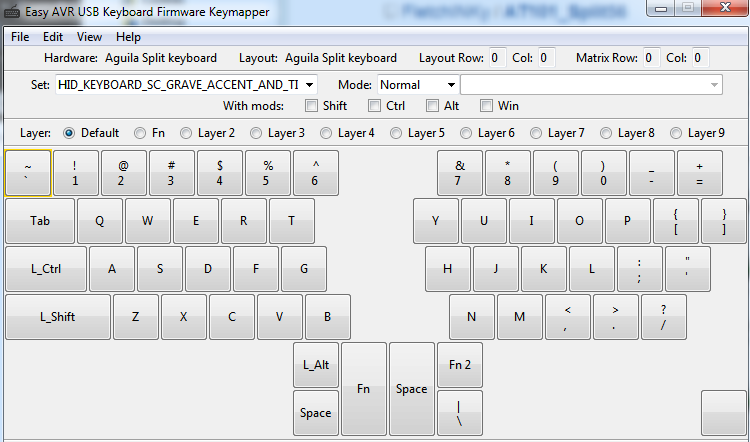 Easy AVR USB Keyboard Firmware Keymapper
File Edit View Help
Hardware: Aguila Split keyboard Layout: Aguila Split keyboard Layout Row: 0 Col: 0 Matrix Row: 0 Col: 0
Set: HID_KEYBOARD_SC_GRAVE_ACCENT_AND_TI Mode: Normal
With mods: Shift Ctrl Alt Win
Layer: Default Fn Layer 2 Layer 3 Layer 4 Layer 5 Layer 6 Layer 7 Layer 8 Layer 9
~ ! @ # $ % ^ & * ( ) _ +
` 1 2 3 4 5 6 7 8 9 0 - =
Tab Q W E R T Y U I O P { }
[ ]
L_Ctrl A S D F G H J K L : "
; '
L_Shift Z X C V B N M < > ?
, . /
L_Alt Fn 2
Fn Space
Space |
\